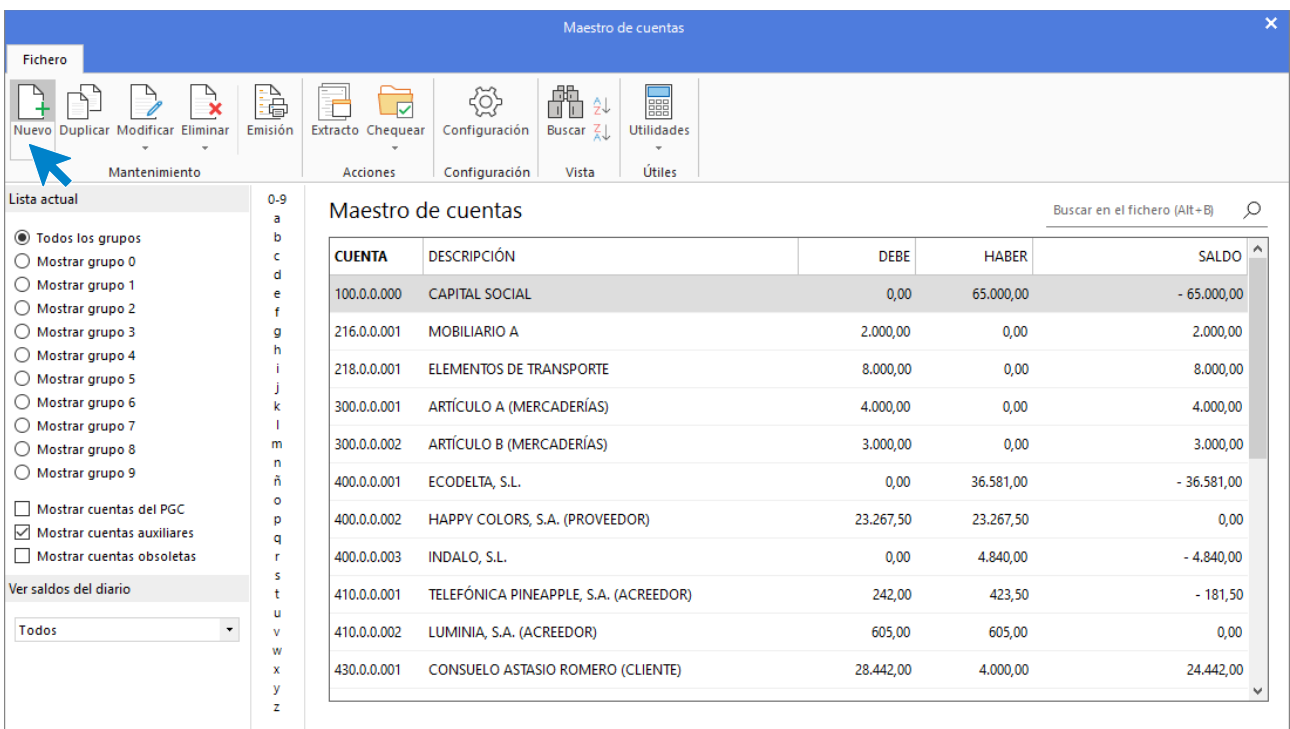 Maestro de cuentas
Fichero
Nuevo Duplicar Modificar Eliminar Emisión Extracto Chequear Configuración Buscar Utilidades
Mantenimiento Acciones Configuración Vista Útiles
Lista actual
Todos los grupos
Mostrar grupo 0
Mostrar grupo 1
Mostrar grupo 2
Mostrar grupo 3
Mostrar grupo 4
Mostrar grupo 5
Mostrar grupo 6
Mostrar grupo 7
Mostrar grupo 8
Mostrar grupo 9
Mostrar cuentas del PGC
Mostrar cuentas auxiliares
Mostrar cuentas obsoletas
Ver saldos del diario
Todos
0-9
a
b
c
d
e
f
g
h
i
j
k
l
m
n
ñ
o
p
q
r
s
t
u
v
w
x
y
z
Maestro de cuentas
Buscar en el fichero (Alt+B)
CUENTA DESCRIPCIÓN DEBE HABER SALDO
100.0.0.000 CAPITAL SOCIAL 0,00 65.000,00 - 65.000,00
216.0.0.001 MOBILIARIO A 2.000,00 0,00 2.000,00
218.0.0.001 ELEMENTOS DE TRANSPORTE 8.000,00 0,00 8.000,00
300.0.0.001 ARTÍCULO A (MERCADERÍAS) 4.000,00 0,00 4.000,00
300.0.0.002 ARTÍCULO B (MERCADERÍAS) 3.000,00 0,00 3.000,00
400.0.0.001 ECODELTA, S.L. 0,00 36.581,00 - 36.581,00
400.0.0.002 HAPPY COLORS, S.A. (PROVEEDOR) 23.267,50 23.267,50 0,00
400.0.0.003 INDALO, S.L. 0,00 4.840,00 - 4.840,00
410.0.0.001 TELEFÓNICA PINEAPPLE, S.A. (ACREEDOR) 242,00 423,50 - 181,50
410.0.0.002 LUMINIA, S.A. (ACREEDOR) 605,00 605,00 0,00
430.0.0.001 CONSUELO ASTASIO ROMERO (CLIENTE) 28.442,00 4.000,00 24.442,00